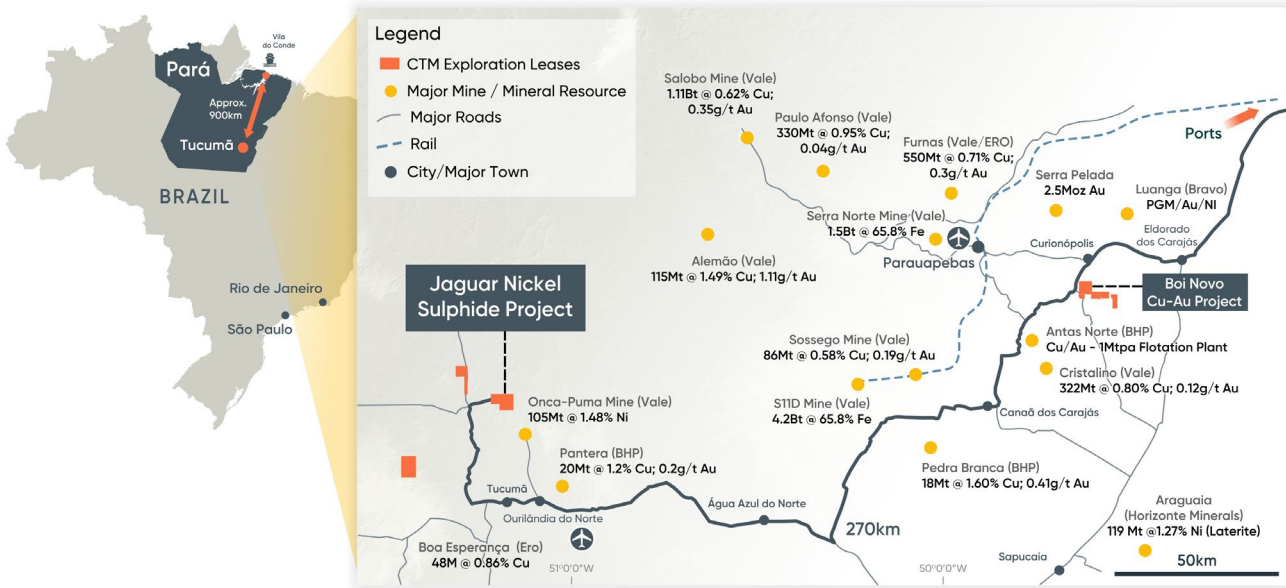 Vila
do Conde
Pará
Approx.
900km
Tucumã
BRAZIL
Rio de Janeiro
São Paulo
Legend
CTM Exploration Leases
Major Mine / Mineral Resource
Major Roads
Rail
City/Major Town
Salobo Mine (Vale)
1.11Bt @ 0.62% Cu;
0.35g/t Au
Paulo Afonso (Vale)
330Mt @ 0.95% Cu;
0.04g/t Au
Furnas (Vale/ERO)
550Mt @ 0.71% Cu;
0.3g/t Au
Ports
Serra Pelada
2.5Moz Au
Luanga (Bravo)
PGM/Au/NI
Serra Norte Mine (Vale)
1.5Bt @ 65.8% Fe
Alemão (Vale)
115Mt @ 1.49% Cu; 1.11g/t Au
Parauapebas
Curionópolis
Eldorado
dos Carajás
Jaguar Nickel
Sulphide Project
Boi Novo
Cu-Au Project
Antas Norte (BHP)
Cu/Au - 1Mtpa Flotation Plant
Sossego Mine (Vale)
86Mt @ 0.58% Cu; 0.19g/t Au
Cristalino (Vale)
322Mt @ 0.80% Cu; 0.12g/t Au
S11D Mine (Vale)
4.2Bt @ 65.8% Fe
Canaã dos Carajás
Onca-Puma Mine (Vale)
105Mt @ 1.48% Ni
Pantera (BHP)
20Mt @ 1.2% Cu; 0.2g/t Au
Pedra Branca (BHP)
18Mt @ 1.60% Cu; 0.41g/t Au
Tucumã
Ourilândia do Norte
Água Azul do Norte
270km
Araguaia
(Horizonte Minerals)
119 Mt @1.27% Ni (Laterite)
Boa Esperança (Ero)
48M @ 0.86% Cu
51°0'0"W
50°0'0"W
Sapucaia
50km